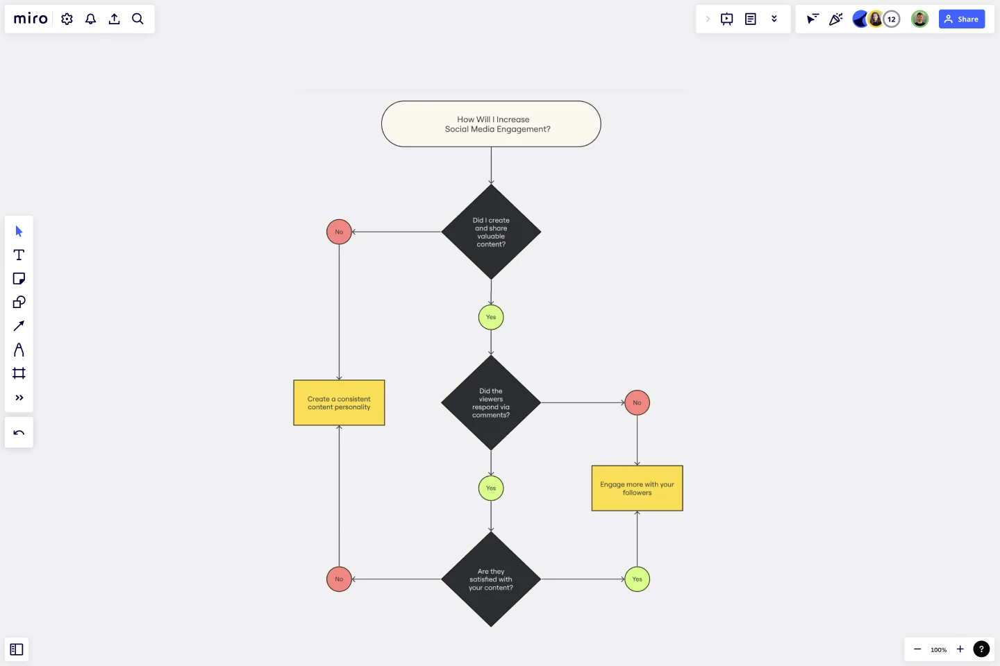 miro
12
Share
How Will I Increase
Social Media Engagement?
Did I create
and share
valuable
content?
No
Yes
Did the
viewers
respond via
comments?
No
Create a consistent
content personality
Yes
Engage more with your
followers
Are they
satisfied with
your content?
No
Yes
100%
?